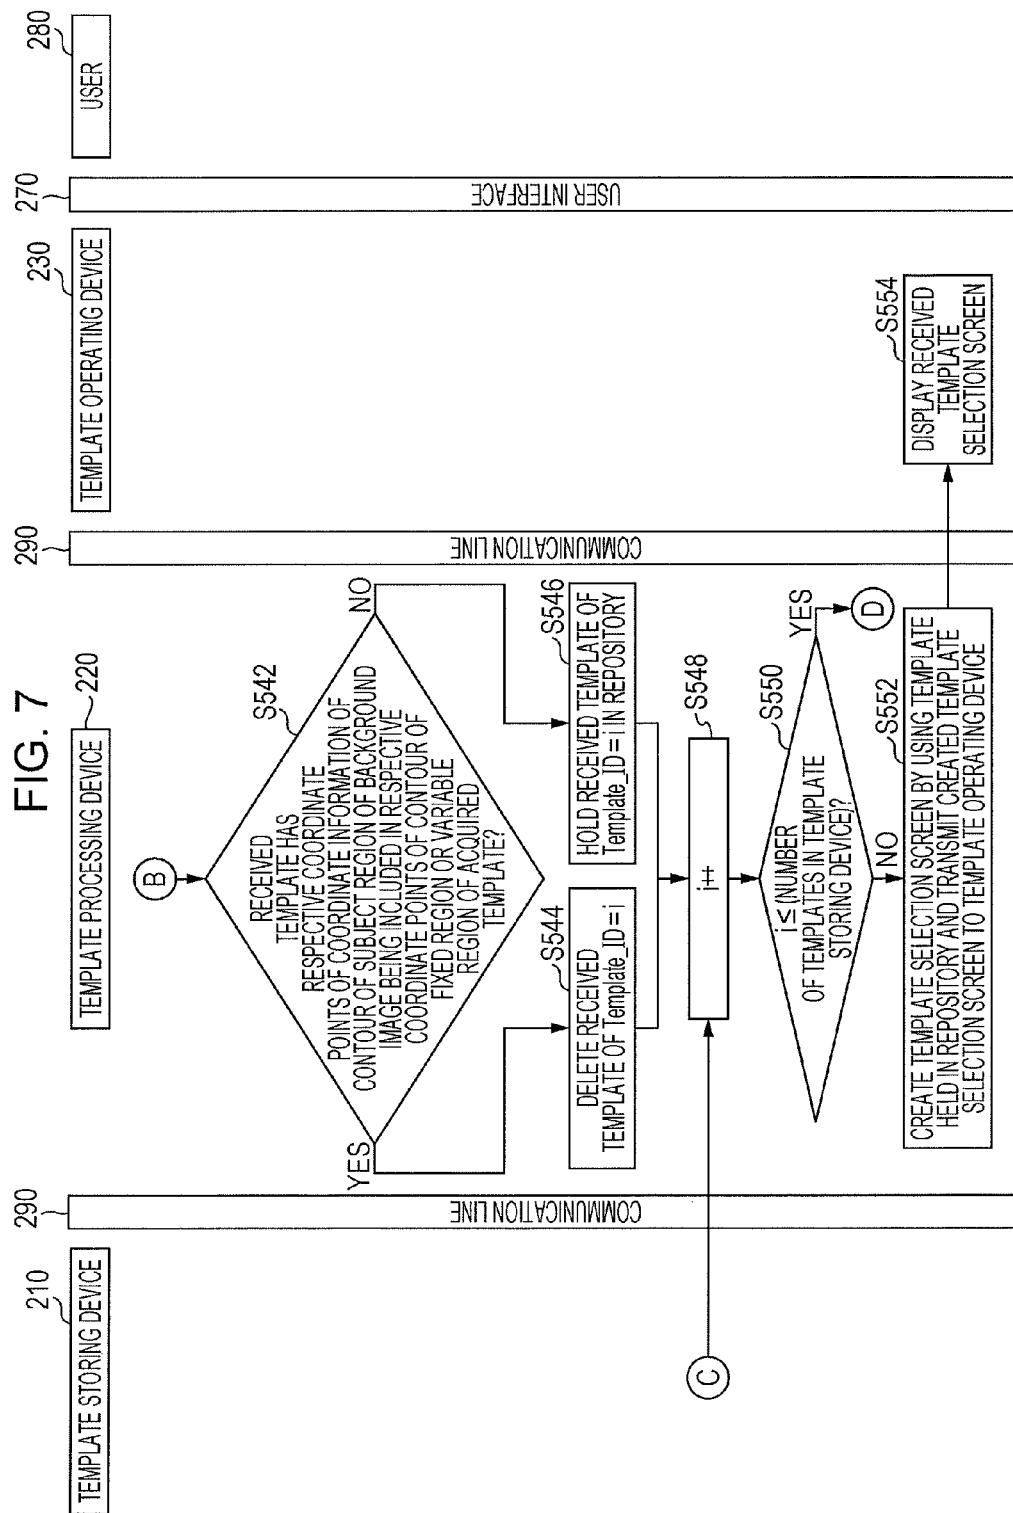 FIG. 7
210
TEMPLATE STORING DEVICE
290
COMMUNICATION LINE
220
TEMPLATE PROCESSING DEVICE
290
COMMUNICATION LINE
230
TEMPLATE OPERATING DEVICE
270
USER INTERFACE
280
USER
B
S542
RECEIVED
TEMPLATE HAS
RESPECTIVE COORDINATE
POINTS OF COORDINATE INFORMATION OF
CONTOUR OF SUBJECT REGION OF BACKGROUND
IMAGE BEING INCLUDED IN RESPECTIVE
COORDINATE POINTS OF CONTOUR OF
FIXED REGION OR VARIABLE
REGION OF ACQUIRED
TEMPLATE?
YES
NO
S544
DELETE RECEIVED
TEMPLATE OF Template_ID = i
S546
HOLD RECEIVED TEMPLATE OF
Template_ID = i IN REPOSITORY
C
S548
i++
S550
i ≤ (NUMBER
OF TEMPLATES IN TEMPLATE
STORING DEVICE)?
YES
D
NO
S552
CREATE TEMPLATE SELECTION SCREEN BY USING TEMPLATE
HELD IN REPOSITORY AND TRANSMIT CREATED TEMPLATE
SELECTION SCREEN TO TEMPLATE OPERATING DEVICE
S554
DISPLAY RECEIVED
TEMPLATE
SELECTION SCREEN